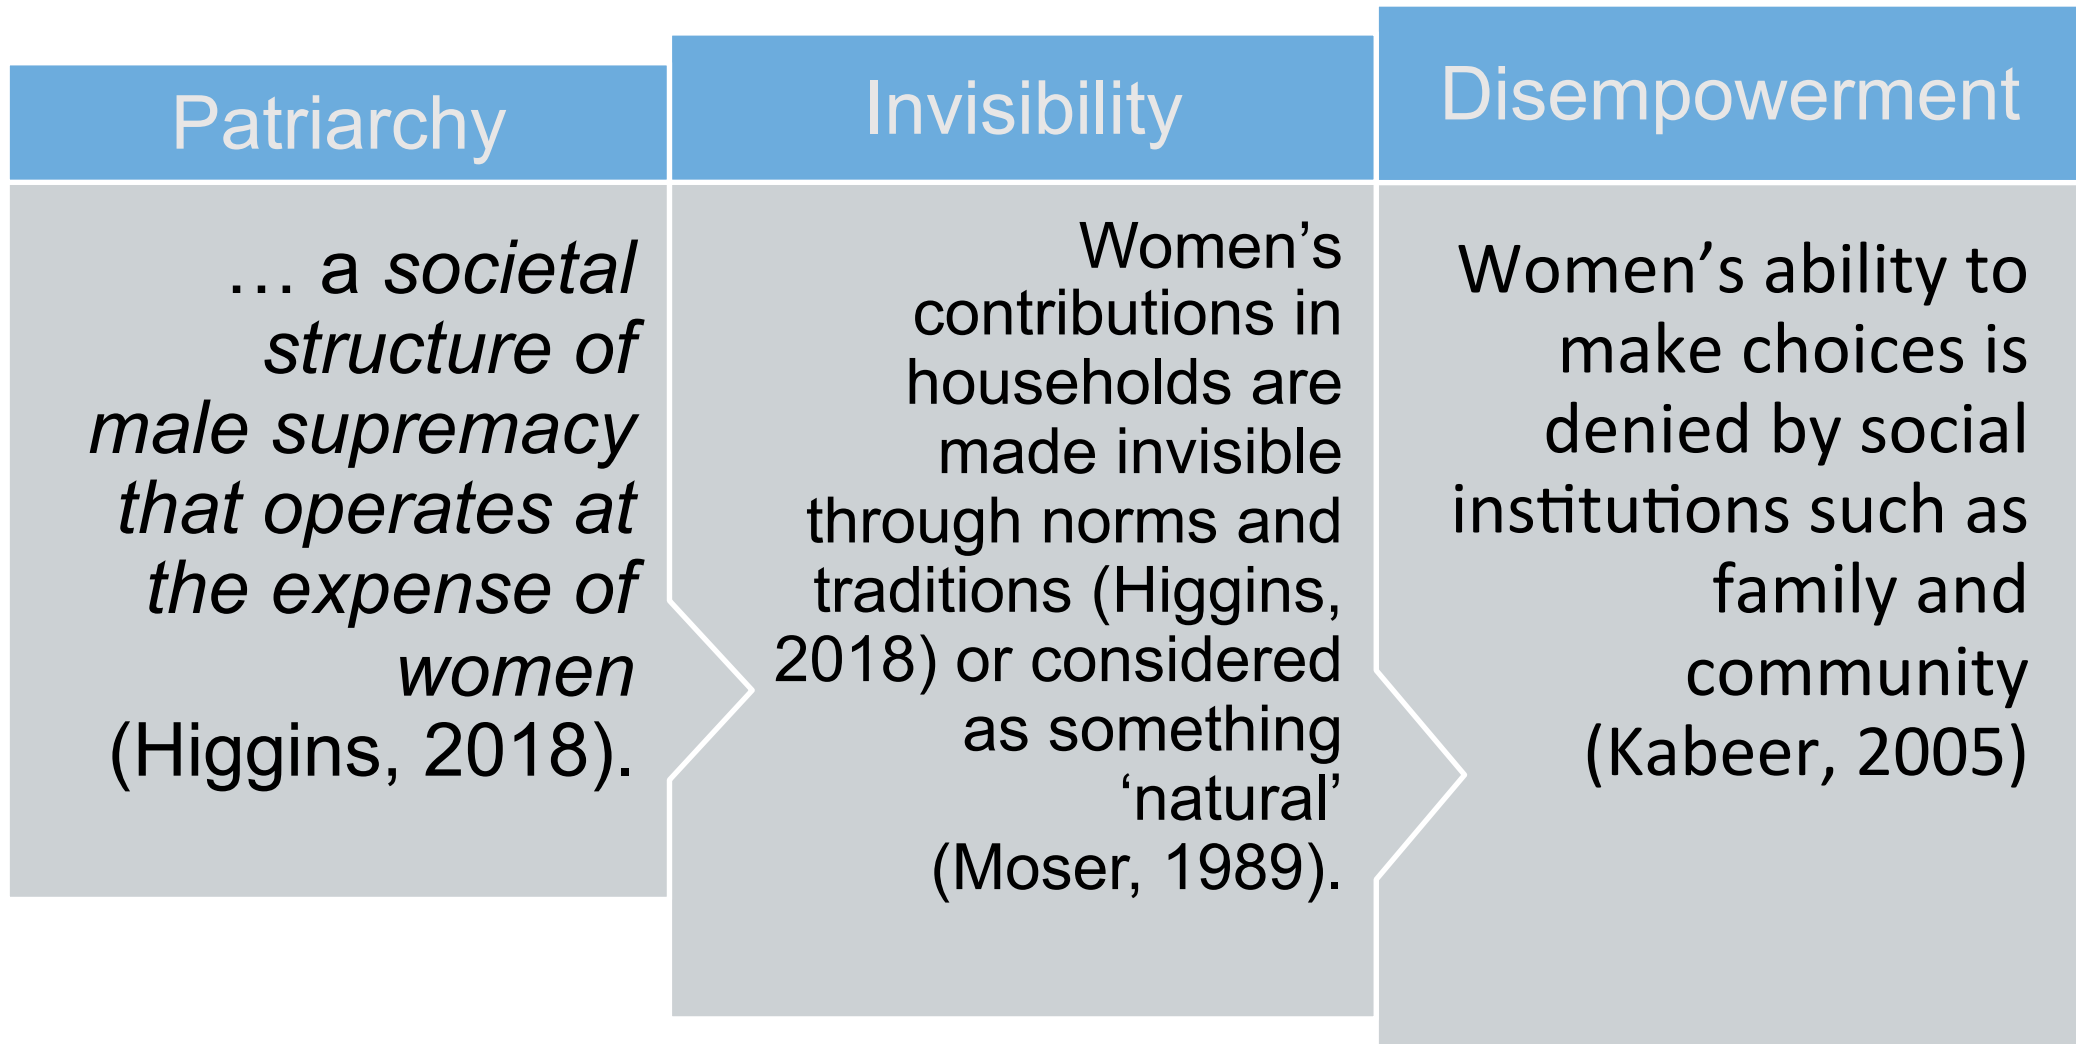 Patriarchy
… a societal
structure of
male supremacy
that operates at
the expense of
women
(Higgins, 2018).
Invisibility
Women’s
contributions in
households are
made invisible
through norms and
traditions (Higgins,
2018) or considered
as something
‘natural’
(Moser, 1989).
Disempowerment
Women’s ability to
make choices is
denied by social
institutions such as
family and
community
(Kabeer, 2005)